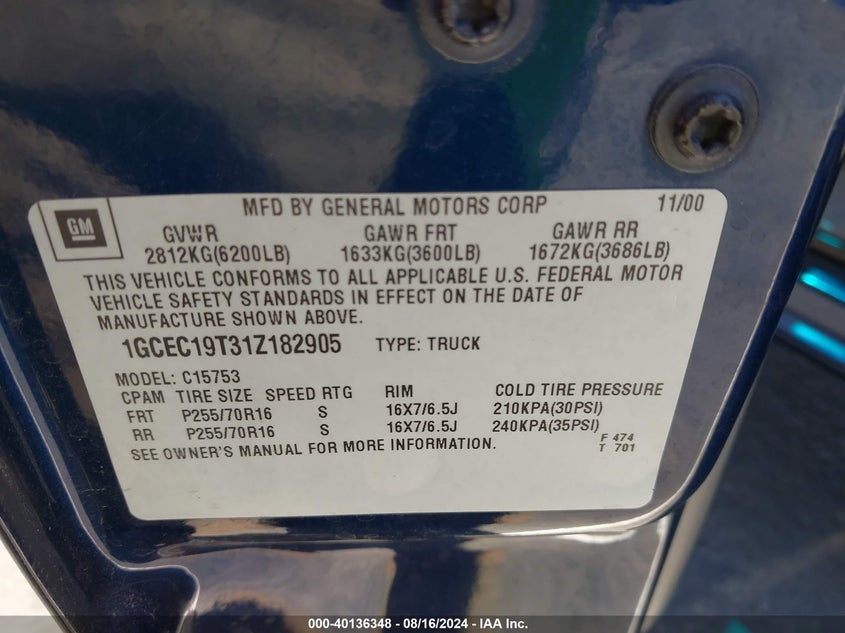 GM
MFD BY GENERAL MOTORS CORP 11/00
GVWR GAWR FRT GAWR RR
2812KG(6200LB) 1633KG(3600LB) 1672KG(3686LB)
THIS VEHICLE CONFORMS TO ALL APPLICABLE U.S. FEDERAL MOTOR
VEHICLE SAFETY STANDARDS IN EFFECT ON THE DATE OF
MANUFACTURE SHOWN ABOVE.
1GCEC19T31Z182905 TYPE: TRUCK
MODEL: C15753
CPAM TIRE SIZE SPEED RTG RIM COLD TIRE PRESSURE
FRT P255/70R16 S 16X7/6.5J 210KPA(30PSI)
RR P255/70R16 S 16X7/6.5J 240KPA(35PSI)
SEE OWNER'S MANUAL FOR MORE INFORMATION. F 474
T 701
000-40136348 - 08/16/2024 - IAA Inc.